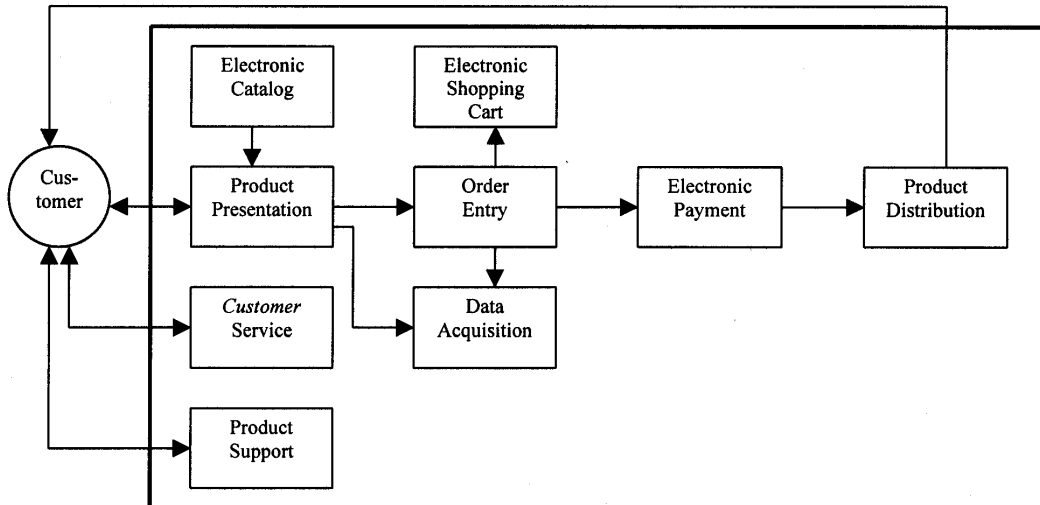 Electronic
Catalog
Electronic
Shopping
Cart
Cus-
tomer
Product
Presentation
Order
Entry
Electronic
Payment
Product
Distribution
Customer
Service
Data
Acquisition
Product
Support